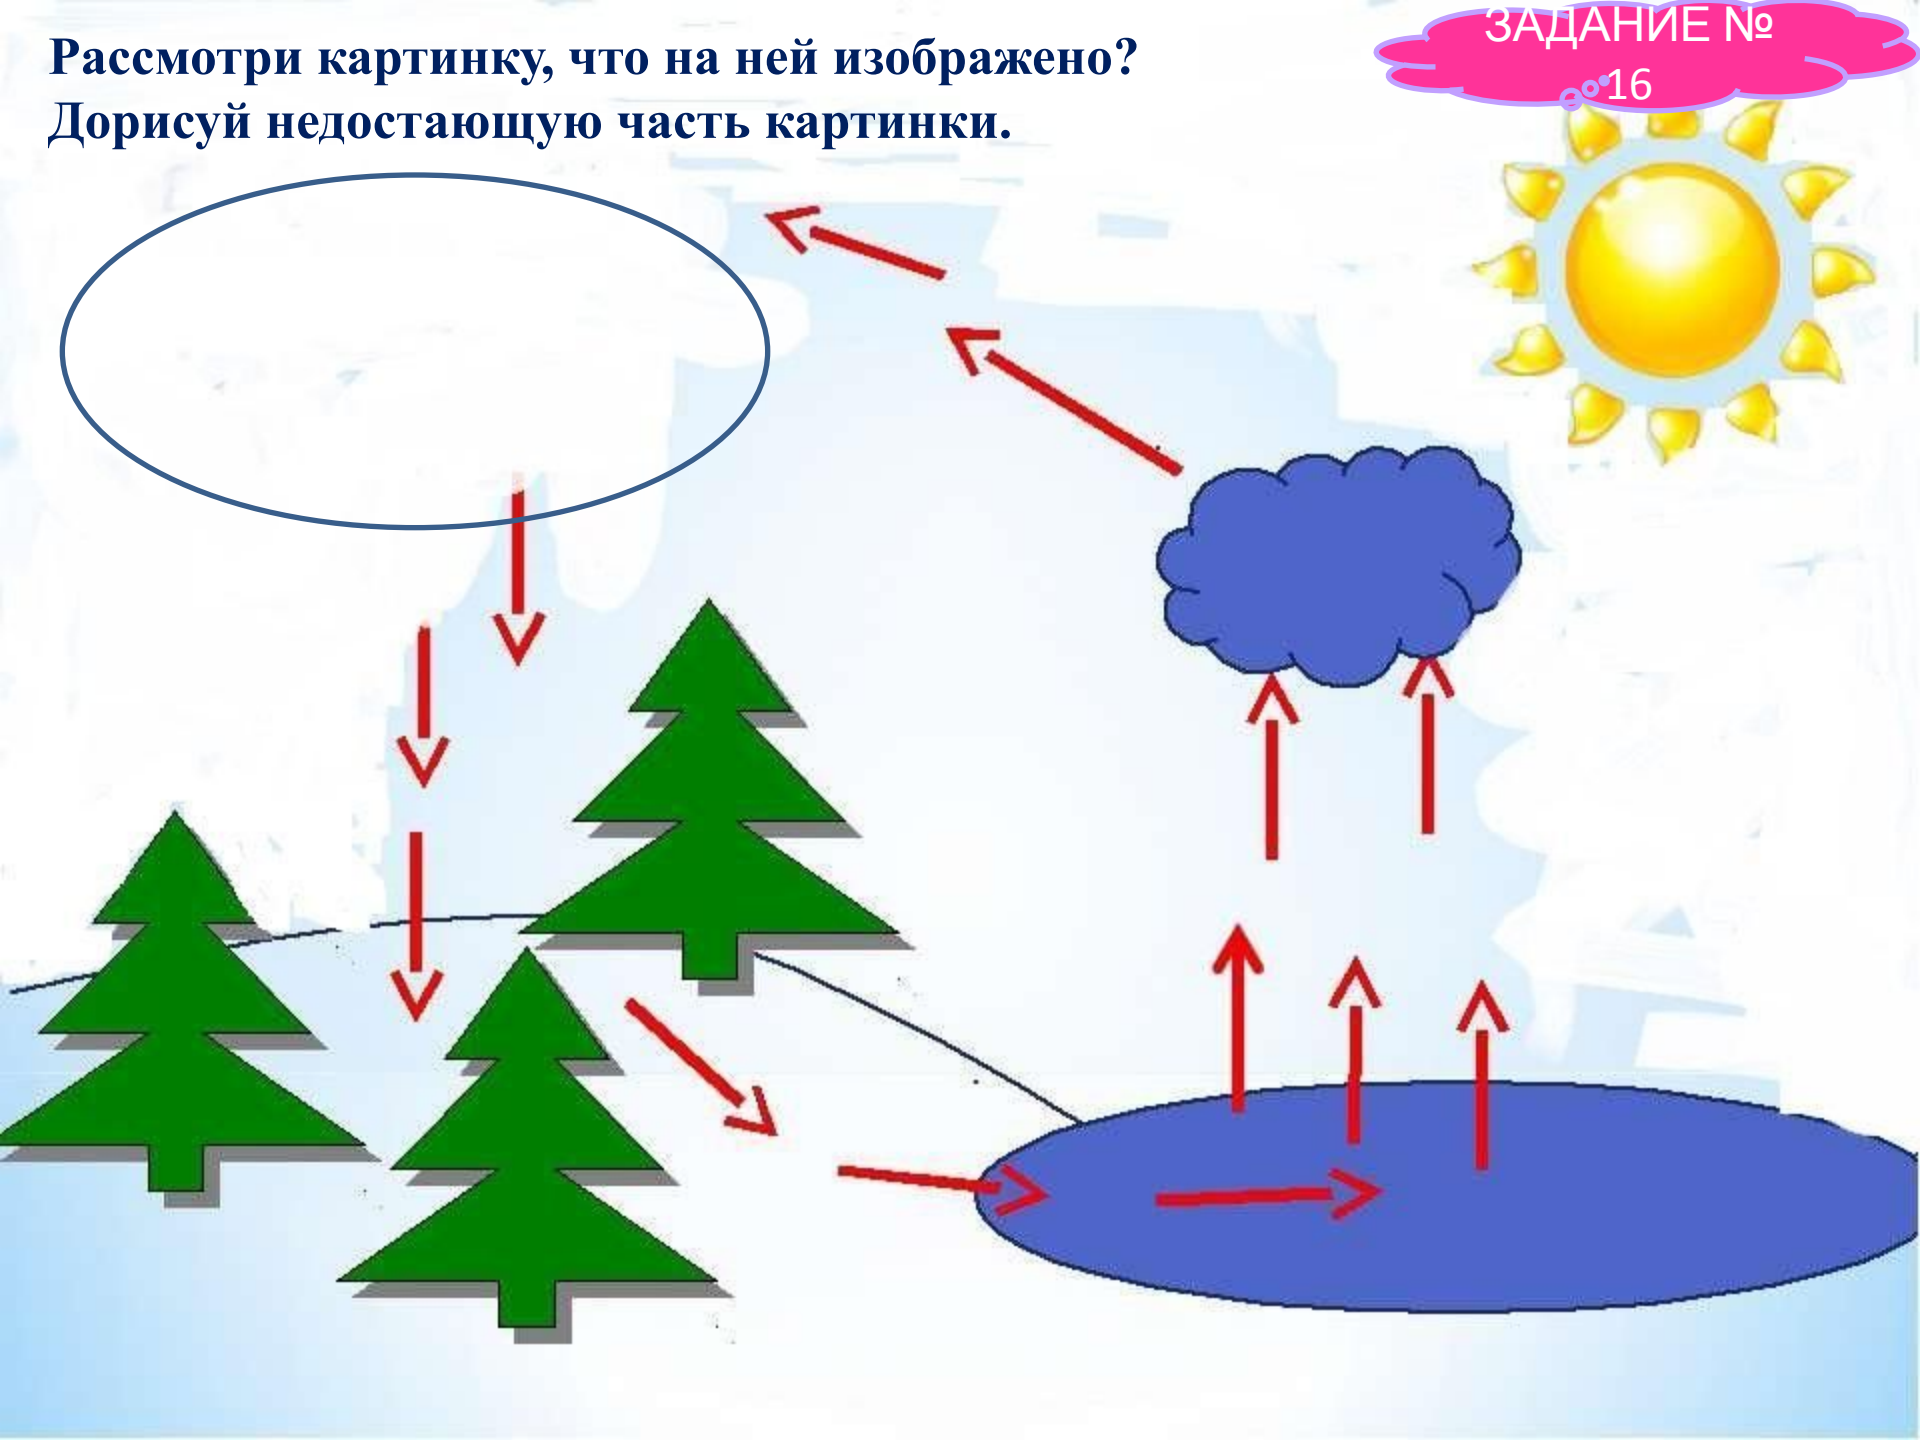 Рассмотри картинку, что на ней изображено?
Дорисуй недостающую часть картинки.
ЗАДАНИЕ №
16